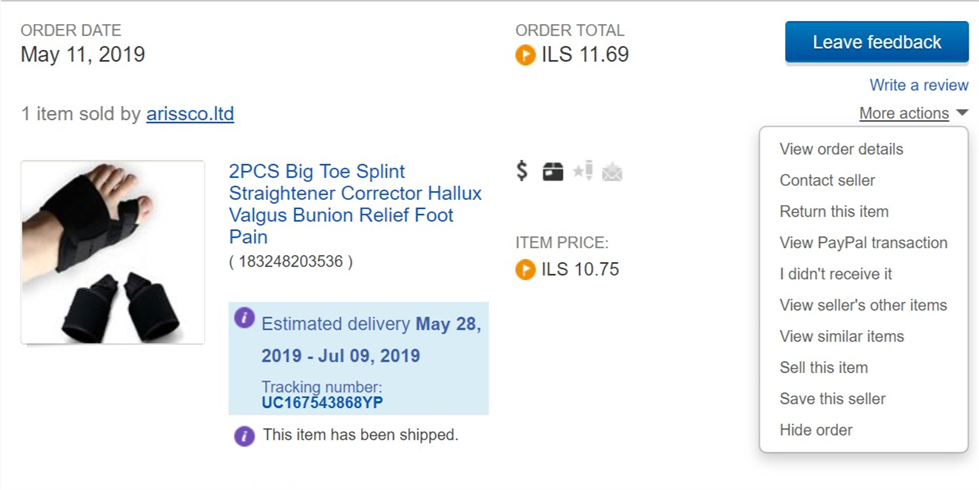 ORDER DATE
May 11, 2019
ORDER TOTAL
ILS 11.69
Leave feedback
Write a review
More actions
1 item sold by arissco.ltd
2PCS Big Toe Splint
Straightener Corrector Hallux
Valgus Bunion Relief Foot
Pain
( 183248203536 )
$
ITEM PRICE:
ILS 10.75
Estimated delivery May 28,
2019 - Jul 09, 2019
Tracking number:
UC167543868YP
This item has been shipped.
View order details
Contact seller
Return this item
View PayPal transaction
I didn't receive it
View seller's other items
View similar items
Sell this item
Save this seller
Hide order